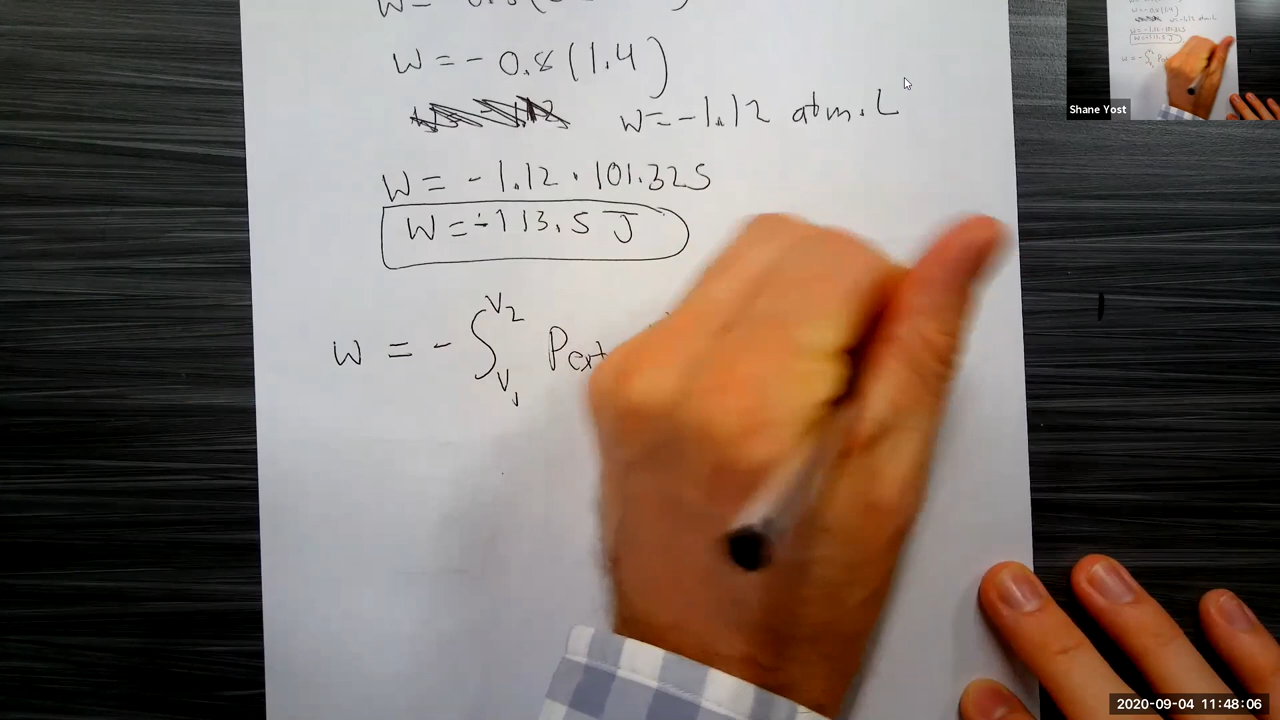 W = - 0.8 (1.4)
W = -1.12 atm.L
W = - 1.12 · 101.325
W = -113.5 J
W = - ∫ V₁ V₂ Pext
Shane Yost
2020-09-04 11:48:06